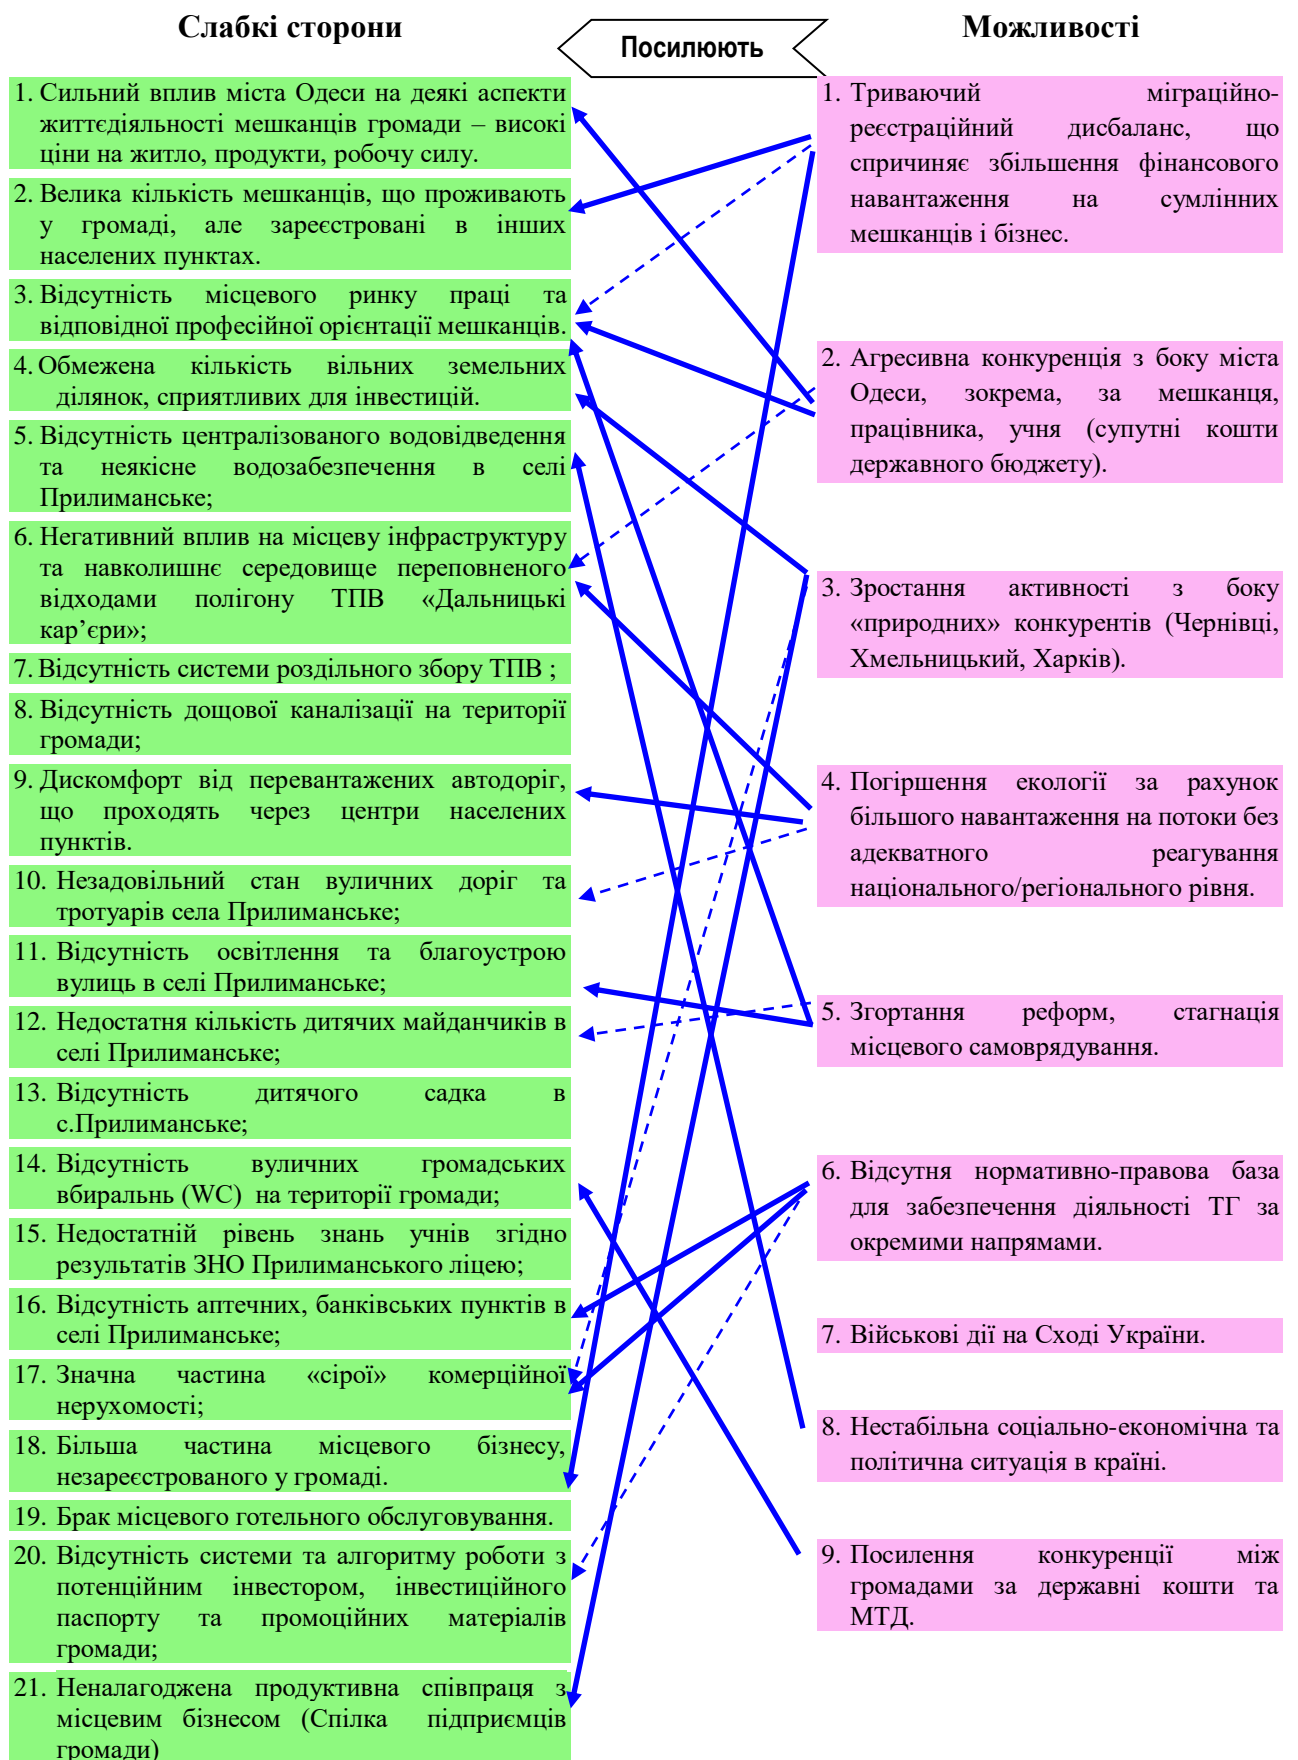 Слабкі сторони
Посилюють
Можливості
1. Сильний вплив міста Одеси на деякі аспекти
життєдіяльності мешканців громади – високі
ціни на житло, продукти, робочу силу.
2. Велика кількість мешканців, що проживають
у громаді, але зареєстровані в інших
населених пунктах.
3. Відсутність місцевого ринку праці та
відповідної професійної орієнтації мешканців.
4. Обмежена кількість вільних земельних
ділянок, сприятливих для інвестицій.
5. Відсутність централізованого водовідведення
та неякісне водозабезпечення в селі
Прилиманське;
6. Негативний вплив на місцеву інфраструктуру
та навколишнє середовище переповненого
відходами полігону ТПВ «Дальницькі
кар’єри»;
7. Відсутність системи роздільного збору ТПВ ;
8. Відсутність дощової каналізації на території
громади;
9. Дискомфорт від перевантажених автодоріг,
що проходять через центри населених
пунктів.
10. Незадовільний стан вуличних доріг та
тротуарів села Прилиманське;
11. Відсутність освітлення та благоустрою
вулиць в селі Прилиманське;
12. Недостатня кількість дитячих майданчиків в
селі Прилиманське;
13. Відсутність дитячого садка в
с.Прилиманське;
14. Відсутність вуличних громадських
вбиральнь (WC) на території громади;
15. Недостатній рівень знань учнів згідно
результатів ЗНО Прилиманського ліцею;
16. Відсутність аптечних, банківських пунктів в
селі Прилиманське;
17. Значна частина «сірої» комерційної
нерухомості;
18. Більша частина місцевого бізнесу,
незареєстрованого у громаді.
19. Брак місцевого готельного обслуговування.
20. Відсутність системи та алгоритму роботи з
потенційним інвестором, інвестиційного
паспорту та промоційних матеріалів
громади;
21. Неналагоджена продуктивна співпраця з
місцевим бізнесом (Спілка підприємців
громади)
1. Триваючий міграційно-
реєстраційний дисбаланс, що
спричиняє збільшення фінансового
навантаження на сумлінних
мешканців і бізнес.
2. Агресивна конкуренція з боку міста
Одеси, зокрема, за мешканця,
працівника, учня (супутні кошти
державного бюджету).
3. Зростання активності з боку
«природних» конкурентів (Чернівці,
Хмельницький, Харків).
4. Погіршення екології за рахунок
більшого навантаження на потоки без
адекватного реагування
національного/регіонального рівня.
5. Згортання реформ, стагнація
місцевого самоврядування.
6. Відсутня нормативно-правова база
для забезпечення діяльності ТГ за
окремими напрямами.
7. Військові дії на Сході України.
8. Нестабільна соціально-економічна та
політична ситуація в країні.
9. Посилення конкуренції між
громадами за державні кошти та
МТД.